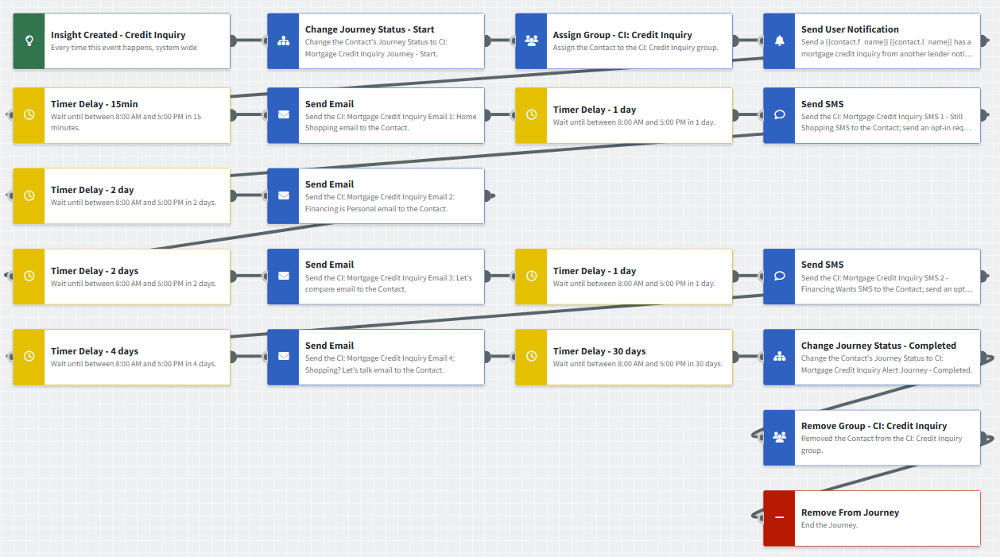 Insight Created - Credit Inquiry
Every time this event happens, system wide
Change Journey Status - Start
Change the Contact's Journey Status to CI:
Mortgage Credit Inquiry Journey - Start.
Assign Group - CI: Credit Inquiry
Assign the Contact to the CI: Credit Inquiry group.
Send User Notification
Send a {{contact.f_name}} {{contact.l_name}} has a
mortgage credit inquiry from another lender noti...
Timer Delay - 15min
Wait until between 8:00 AM and 5:00 PM in 15
minutes.
Send Email
Send the CI: Mortgage Credit Inquiry Email 1: Home
Shopping email to the Contact.
Timer Delay - 1 day
Wait until between 8:00 AM and 5:00 PM in 1 day.
Send SMS
Send the CI: Mortgage Credit Inquiry SMS 1 - Still
Shopping SMS to the Contact; send an opt-in req...
Timer Delay - 2 day
Wait until between 8:00 AM and 5:00 PM in 2 days.
Send Email
Send the CI: Mortgage Credit Inquiry Email 2:
Financing is Personal email to the Contact.
Timer Delay - 2 days
Wait until between 8:00 AM and 5:00 PM in 2 days.
Send Email
Send the CI: Mortgage Credit Inquiry Email 3: Let's
compare email to the Contact.
Timer Delay - 1 day
Wait until between 8:00 AM and 5:00 PM in 1 day.
Send SMS
Send the CI: Mortgage Credit Inquiry SMS 2 -
Financing Wants SMS to the Contact; send an opt...
Timer Delay - 4 days
Wait until between 8:00 AM and 5:00 PM in 4 days.
Send Email
Send the CI: Mortgage Credit Inquiry Email 4:
Shopping? Let's talk email to the Contact.
Timer Delay - 30 days
Wait until between 8:00 AM and 5:00 PM in 30 days.
Change Journey Status - Completed
Change the Contact's Journey Status to CI:
Mortgage Credit Inquiry Alert Journey - Completed.
Remove Group - CI: Credit Inquiry
Removed the Contact from the CI: Credit Inquiry
group.
Remove From Journey
End the Journey.